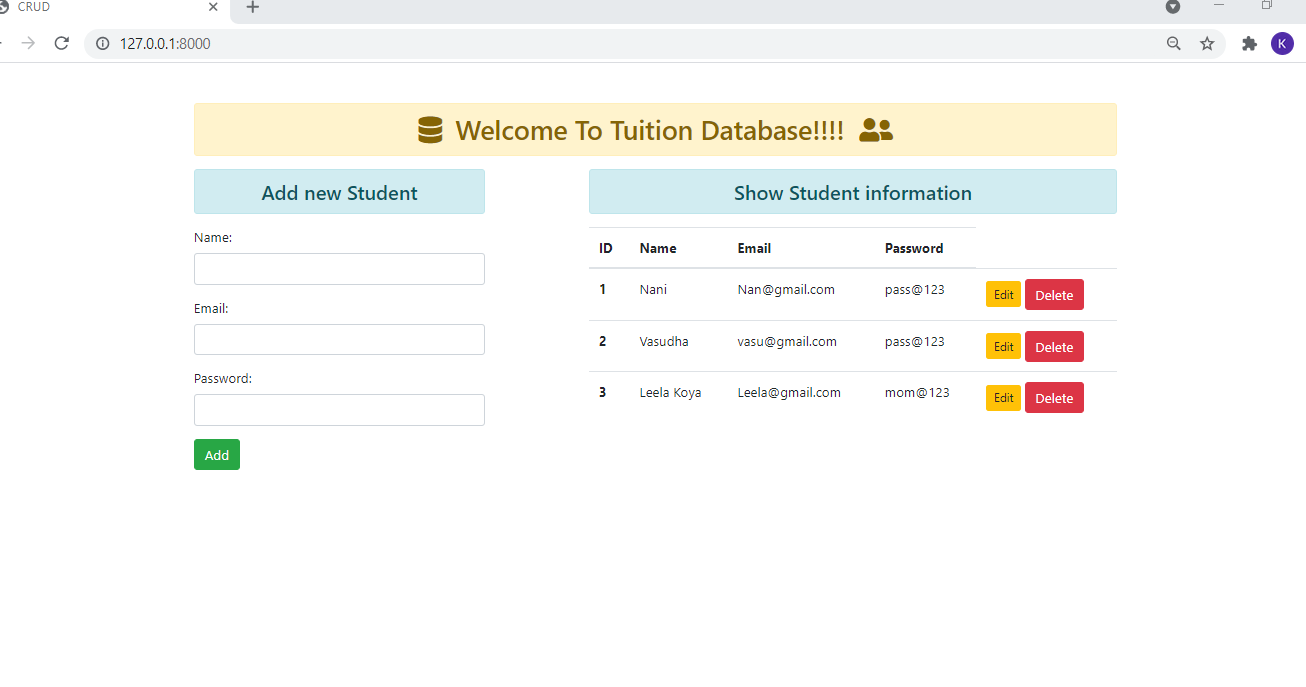 CRUD
127.0.0.1:8000
K
Welcome To Tuition Database!!!!
Add new Student
Name:
Email:
Password:
Add
Show Student information
ID Name Email Password
1 Nani Nan@gmail.com pass@123 Edit Delete
2 Vasudha vasu@gmail.com pass@123 Edit Delete
3 Leela Koya Leela@gmail.com mom@123 Edit Delete